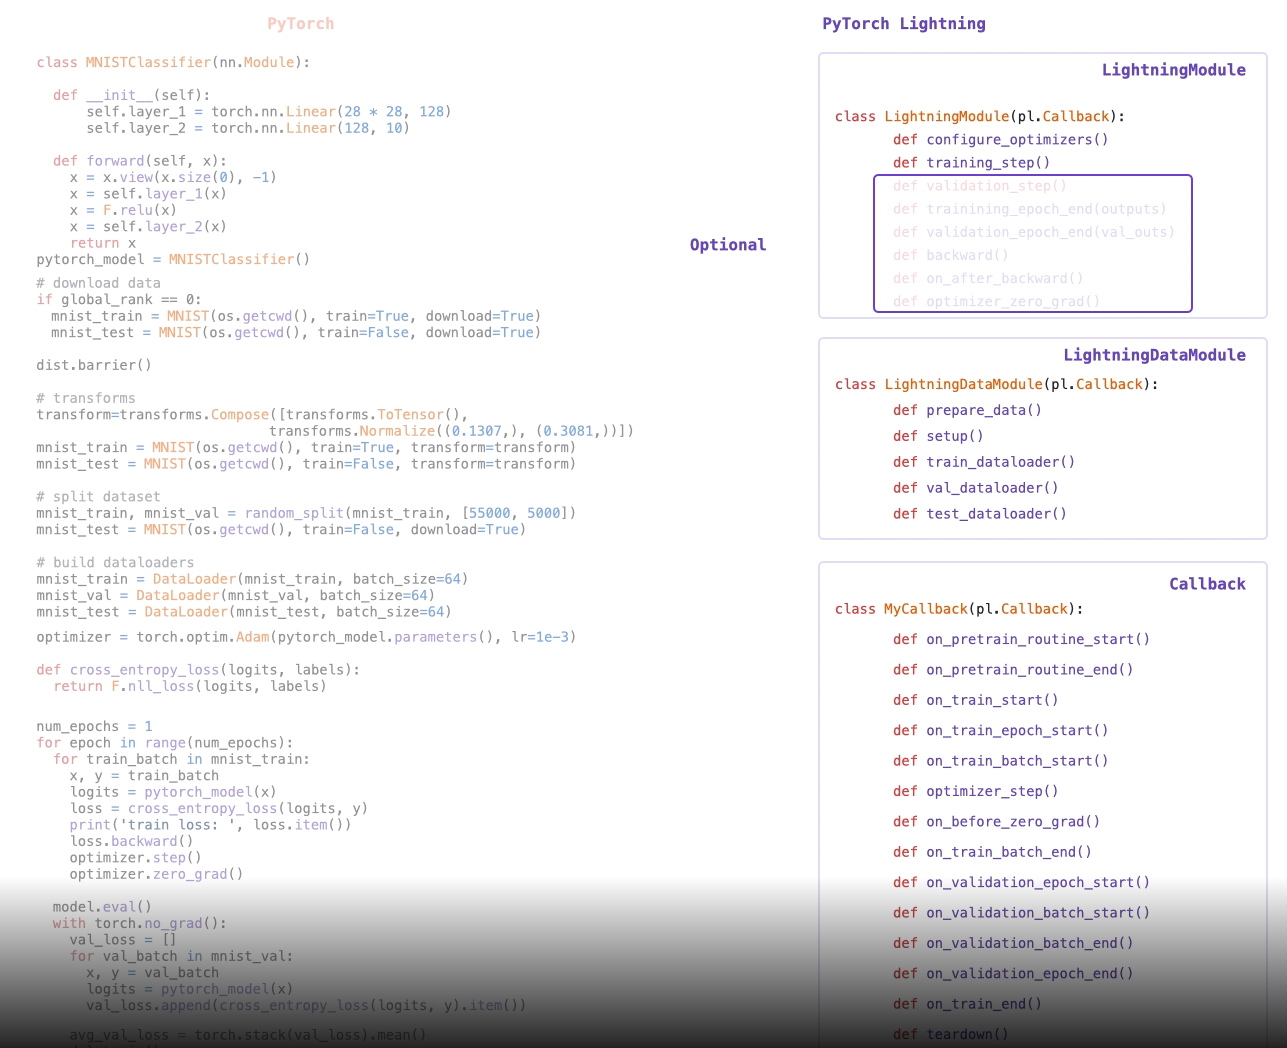 PyTorch
class MNISTClassifier(nn.Module):
def __init__(self):
self.layer_1 = torch.nn.Linear(28 * 28, 128)
self.layer_2 = torch.nn.Linear(128, 10)
def forward(self, x):
x = x.view(x.size(0), -1)
x = self.layer_1(x)
x = F.relu(x)
x = self.layer_2(x)
return x
pytorch_model = MNISTClassifier()
# download data
if global_rank == 0:
mnist_train = MNIST(os.getcwd(), train=True, download=True)
mnist_test = MNIST(os.getcwd(), train=False, download=True)
dist.barrier()
# transforms
transform=transforms.Compose([transforms.ToTensor(),
transforms.Normalize((0.1307,), (0.3081,))])
mnist_train = MNIST(os.getcwd(), train=True, transform=transform)
mnist_test = MNIST(os.getcwd(), train=False, transform=transform)
# split dataset
mnist_train, mnist_val = random_split(mnist_train, [55000, 5000])
mnist_test = MNIST(os.getcwd(), train=False, download=True)
# build dataloaders
mnist_train = DataLoader(mnist_train, batch_size=64)
mnist_val = DataLoader(mnist_val, batch_size=64)
mnist_test = DataLoader(mnist_test, batch_size=64)
optimizer = torch.optim.Adam(pytorch_model.parameters(), lr=1e-3)
def cross_entropy_loss(logits, labels):
return F.nll_loss(logits, labels)
num_epochs = 1
for epoch in range(num_epochs):
for train_batch in mnist_train:
x, y = train_batch
logits = pytorch_model(x)
loss = cross_entropy_loss(logits, y)
print('train loss: ', loss.item())
loss.backward()
optimizer.step()
optimizer.zero_grad()
model.eval()
with torch.no_grad():
val_loss = []
for val_batch in mnist_val:
x, y = val_batch
logits = pytorch_model(x)
val_loss.append(cross_entropy_loss(logits, y).item())
avg_val_loss = torch.stack(val_loss).mean()
Optional
PyTorch Lightning
LightningModule
class LightningModule(pl.Callback):
def configure_optimizers()
def training_step()
def validation_step()
def trainining_epoch_end(outputs)
def validation_epoch_end(val_outs)
def backward()
def on_after_backward()
def optimizer_zero_grad()
LightningDataModule
class LightningDataModule(pl.Callback):
def prepare_data()
def setup()
def train_dataloader()
def val_dataloader()
def test_dataloader()
Callback
class MyCallback(pl.Callback):
def on_pretrain_routine_start()
def on_pretrain_routine_end()
def on_train_start()
def on_train_epoch_start()
def on_train_batch_start()
def optimizer_step()
def on_before_zero_grad()
def on_train_batch_end()
def on_validation_epoch_start()
def on_validation_batch_start()
def on_validation_batch_end()
def on_validation_epoch_end()
def on_train_end()
def teardown()